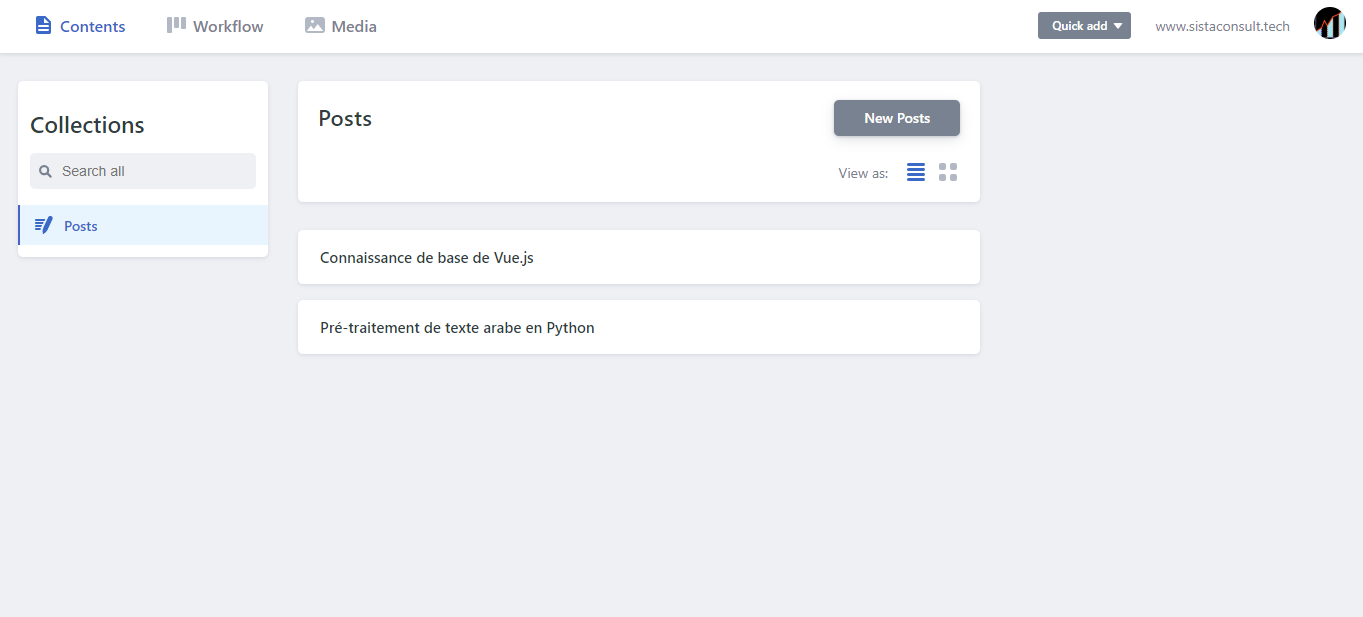 Contents
Workflow
Media
Quick add
www.sistaconsult.tech
Collections
Search all
Posts
Posts
New Posts
View as:
Connaissance de base de Vue.js
Pré-traitement de texte arabe en Python